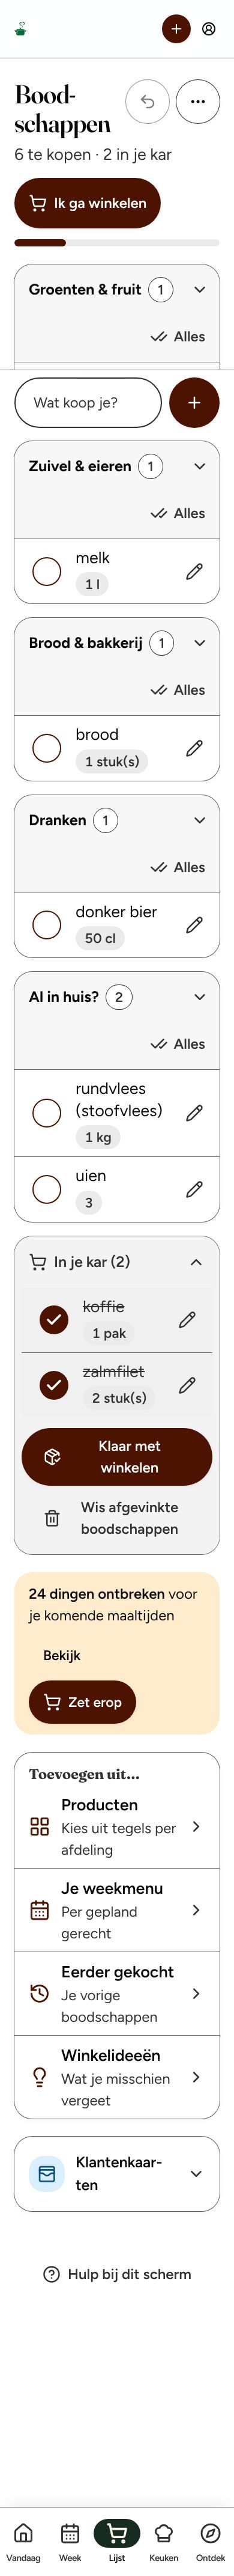 Bood-
schappen
6 te kopen · 2 in je kar
Ik ga winkelen
Groenten & fruit 1
Alles
Wat koop je?
Zuivel & eieren 1
Alles
melk
1 l
Brood & bakkerij 1
Alles
brood
1 stuk(s)
Dranken 1
Alles
donker bier
50 cl
Al in huis? 2
Alles
rundvlees
(stoofvlees)
1 kg
uien
3
In je kar (2)
koffie
1 pak
zalmfilet
2 stuk(s)
Klaar met
winkelen
Wis afgevinkte
boodschappen
24 dingen ontbreken voor
je komende maaltijden
Bekijk
Zet erop
Toevoegen uit...
Producten
Kies uit tegels per
afdeling
Je weekmenu
Per gepland
gerecht
Eerder gekocht
Je vorige
boodschappen
Winkelideeën
Wat je misschien
vergeet
Klantenkaar-
ten
Hulp bij dit scherm
Vandaag Week Lijst Keuken Ontdek